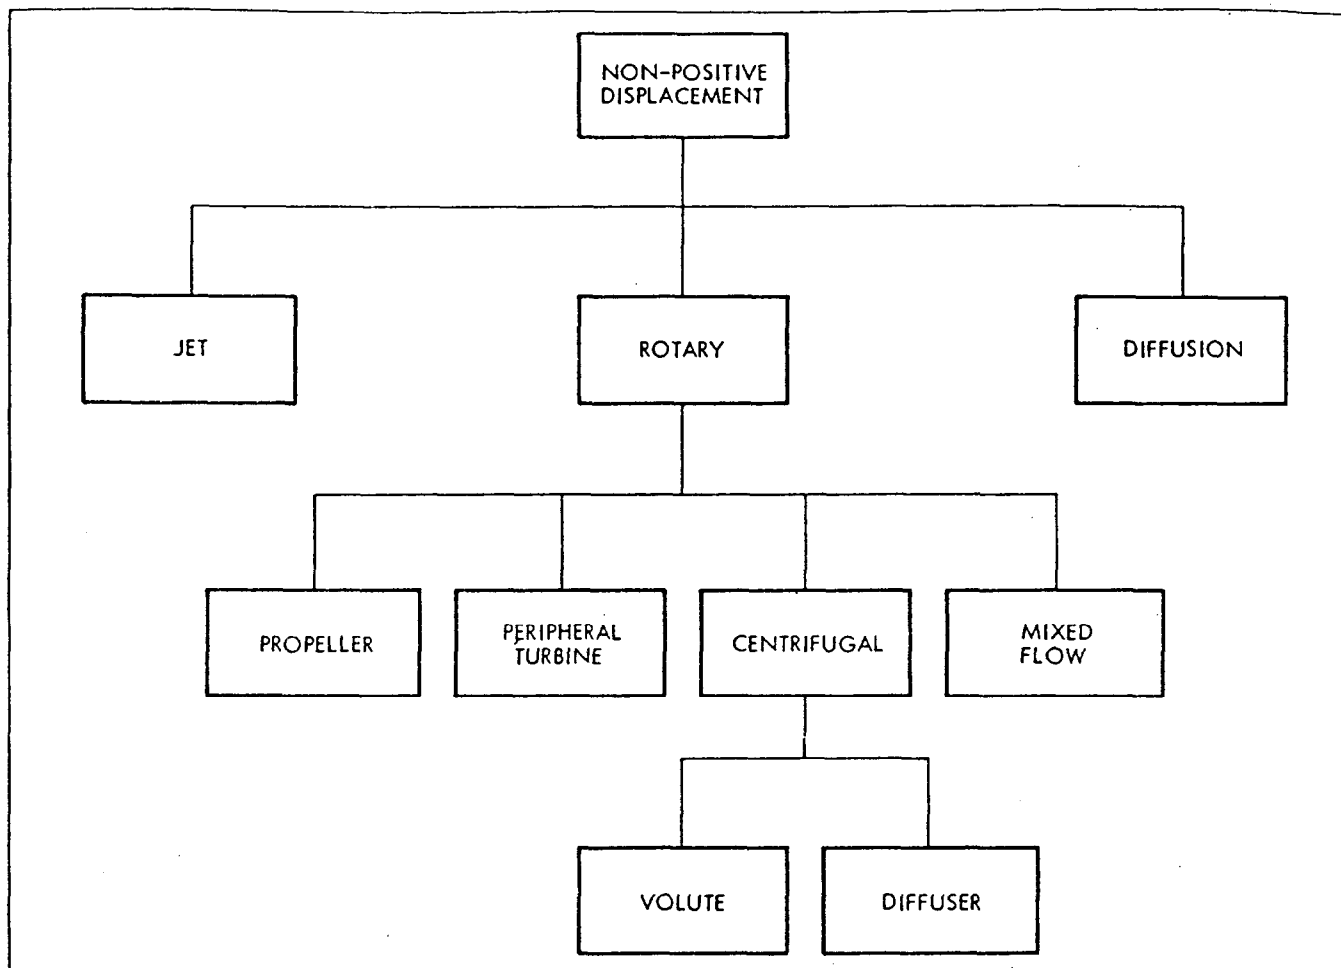 NON-POSITIVE
DISPLACEMENT
JET
ROTARY
DIFFUSION
PROPELLER
PERIPHERAL
TURBINE
CENTRIFUGAL
MIXED
FLOW
VOLUTE
DIFFUSER